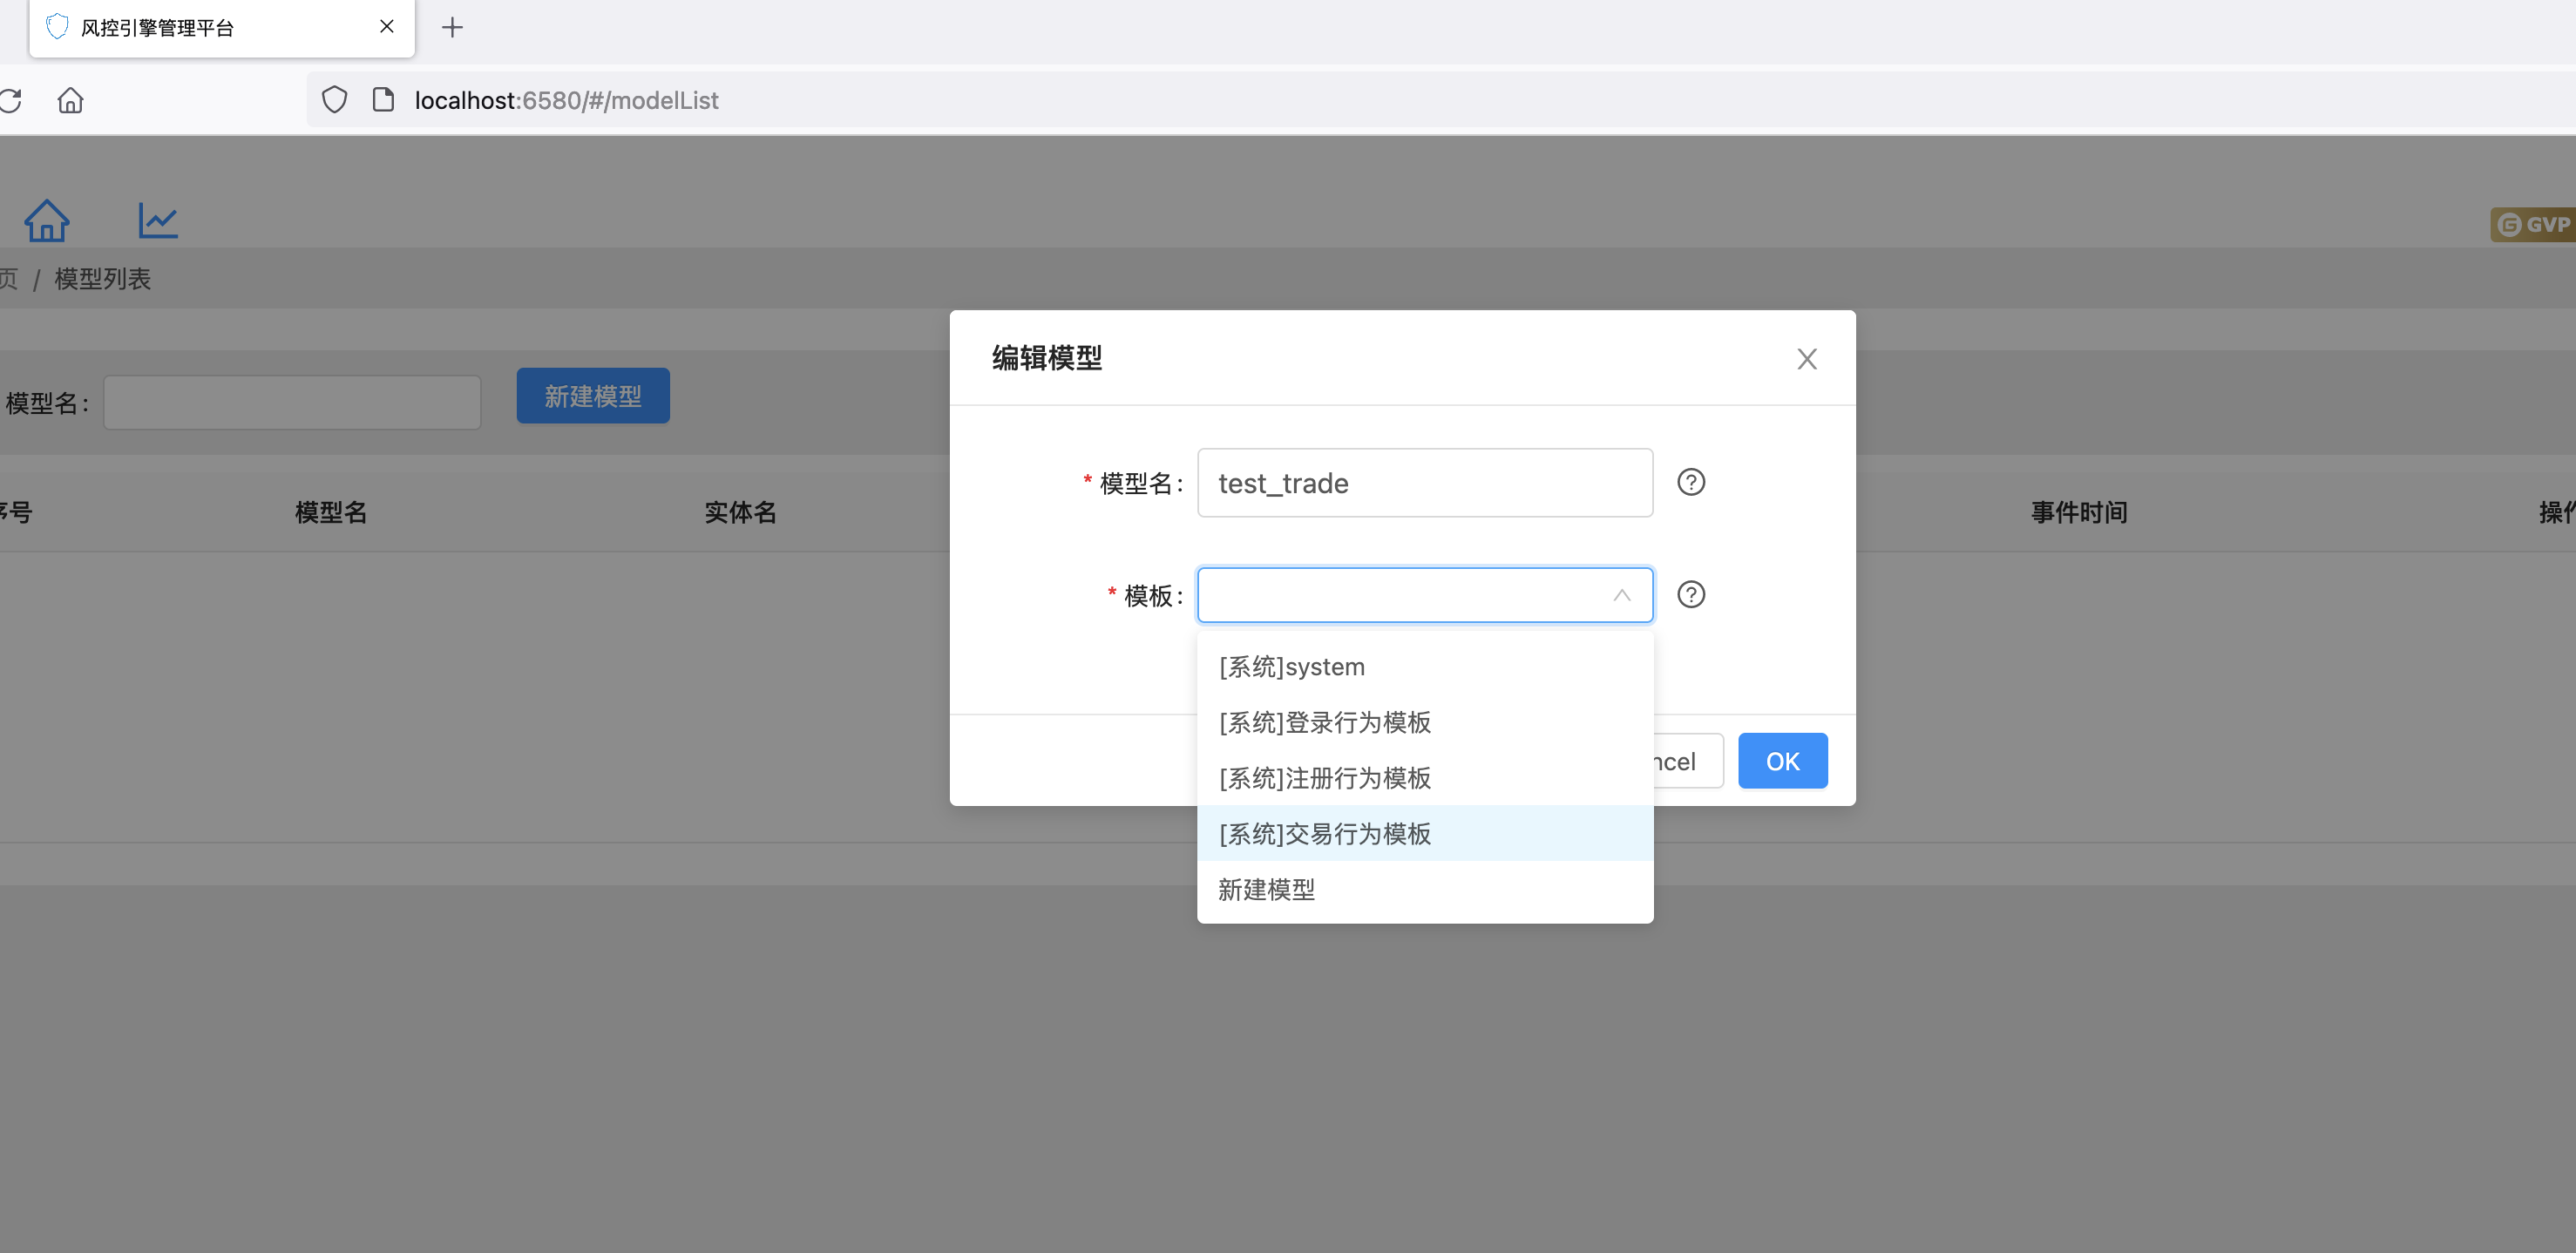 风控引擎管理平台
localhost:6580/#/modelList
GVP
页 / 模型列表
编辑模型
模型名:
新建模型
* 模型名: test_trade
号 模型名 实体名 事件时间 操作
* 模板:
[系统]system
[系统]登录行为模板
[系统]注册行为模板
ncel OK
[系统]交易行为模板
新建模型